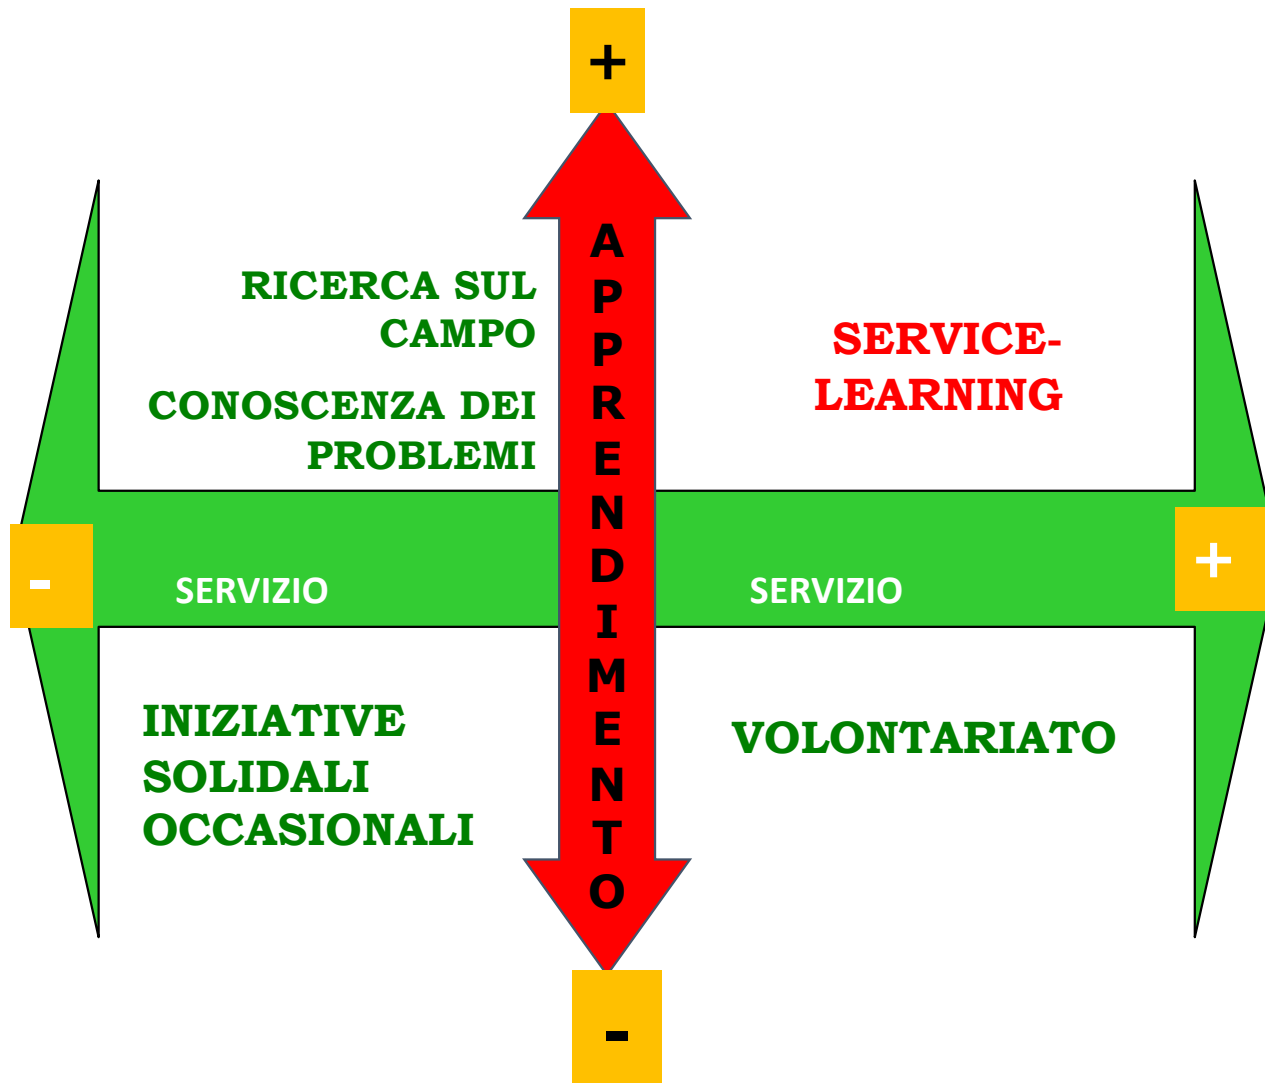 +
APPRENDIMENTO
RICERCA SUL
CAMPO
CONOSCENZA DEI
PROBLEMI
SERVICE-
LEARNING
-
SERVIZIO
SERVIZIO
+
INIZIATIVE
SOLIDALI
OCCASIONALI
VOLONTARIATO
-